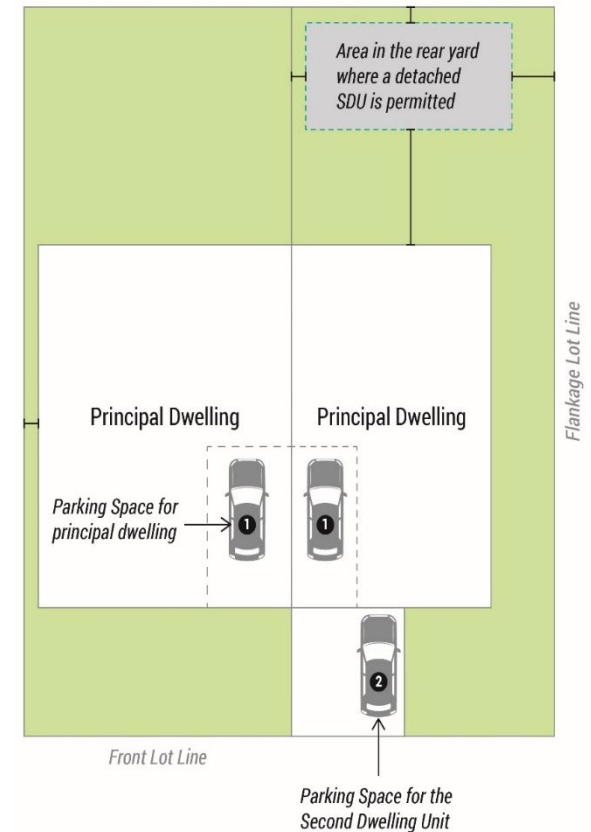 Area in the rear yard
where a detached
SDU is permitted
Flankage Lot Line
Principal Dwelling
Principal Dwelling
Parking Space for
principal dwelling
1
1
2
Front Lot Line
Parking Space for the
Second Dwelling Unit